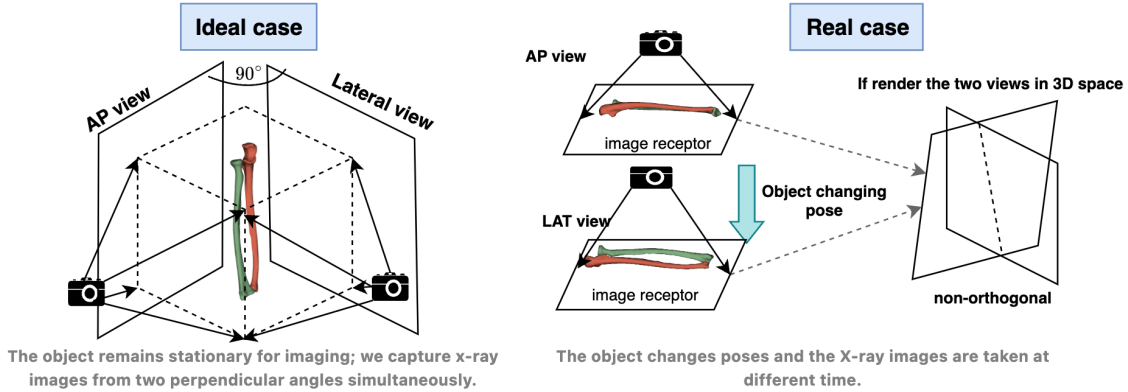 Ideal case
90°
AP view
Lateral view
The object remains stationary for imaging; we capture x-ray
images from two perpendicular angles simultaneously.
Real case
AP view
image receptor
LAT view
image receptor
Object changing
pose
If render the two views in 3D space
non-orthogonal
The object changes poses and the X-ray images are taken at
different time.